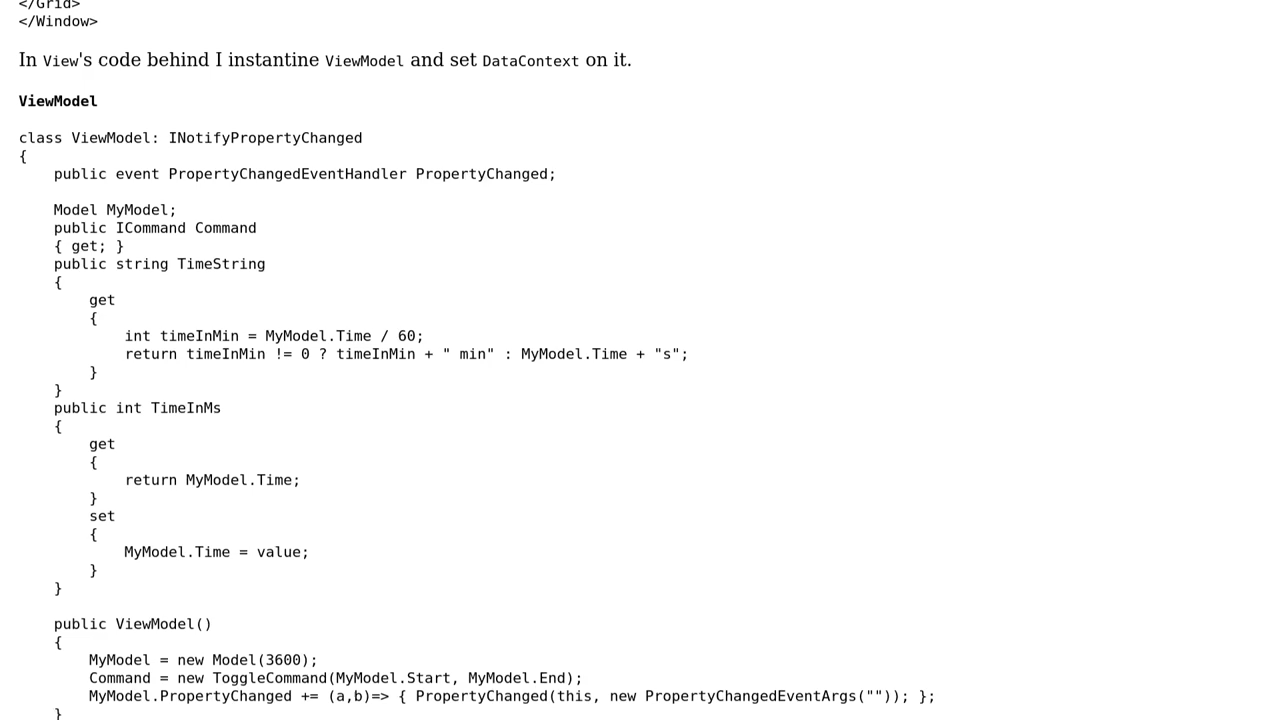 </Grid>
</Window>
In View's code behind I instantine ViewModel and set DataContext on it.
ViewModel
class ViewModel: INotifyPropertyChanged
{
    public event PropertyChangedEventHandler PropertyChanged;

    Model MyModel;
    public ICommand Command
    { get; }
    public string TimeString
    {
        get
        {
            int timeInMin = MyModel.Time / 60;
            return timeInMin != 0 ? timeInMin + " min" : MyModel.Time + "s";
        }
    }
    public int TimeInMs
    {
        get
        {
            return MyModel.Time;
        }
        set
        {
            MyModel.Time = value;
        }
    }

    public ViewModel()
    {
        MyModel = new Model(3600);
        Command = new ToggleCommand(MyModel.Start, MyModel.End);
        MyModel.PropertyChanged += (a,b)=> { PropertyChanged(this, new PropertyChangedEventArgs("")); };
    }